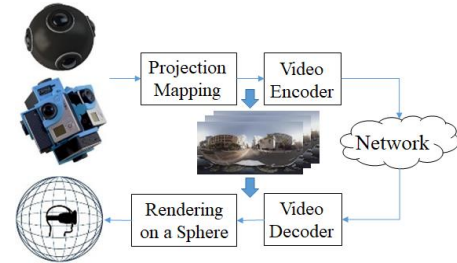 Projection
Mapping
Video
Encoder
Network
Rendering
on a Sphere
Video
Decoder